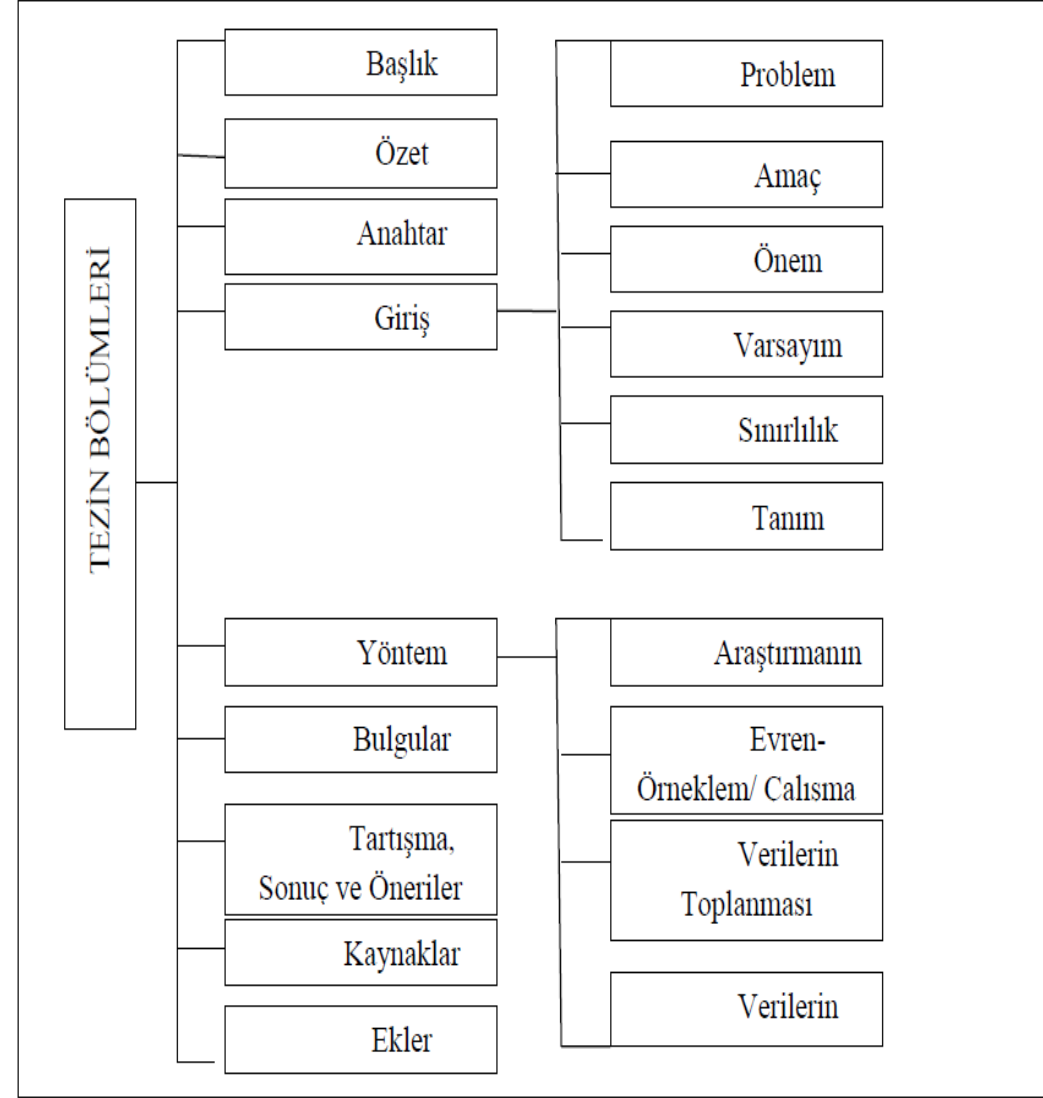 TEZİN BÖLÜMLERİ
Başlık
Özet
Anahtar
Giriş
Problem
Amaç
Önem
Varsayım
Sınırlılık
Tanım
Yöntem
Araştırmanın
Evren-
Örneklem/ Calısma
Verilerin
Toplanması
Verilerin
Bulgular
Tartışma,
Sonuç ve Öneriler
Kaynaklar
Ekler